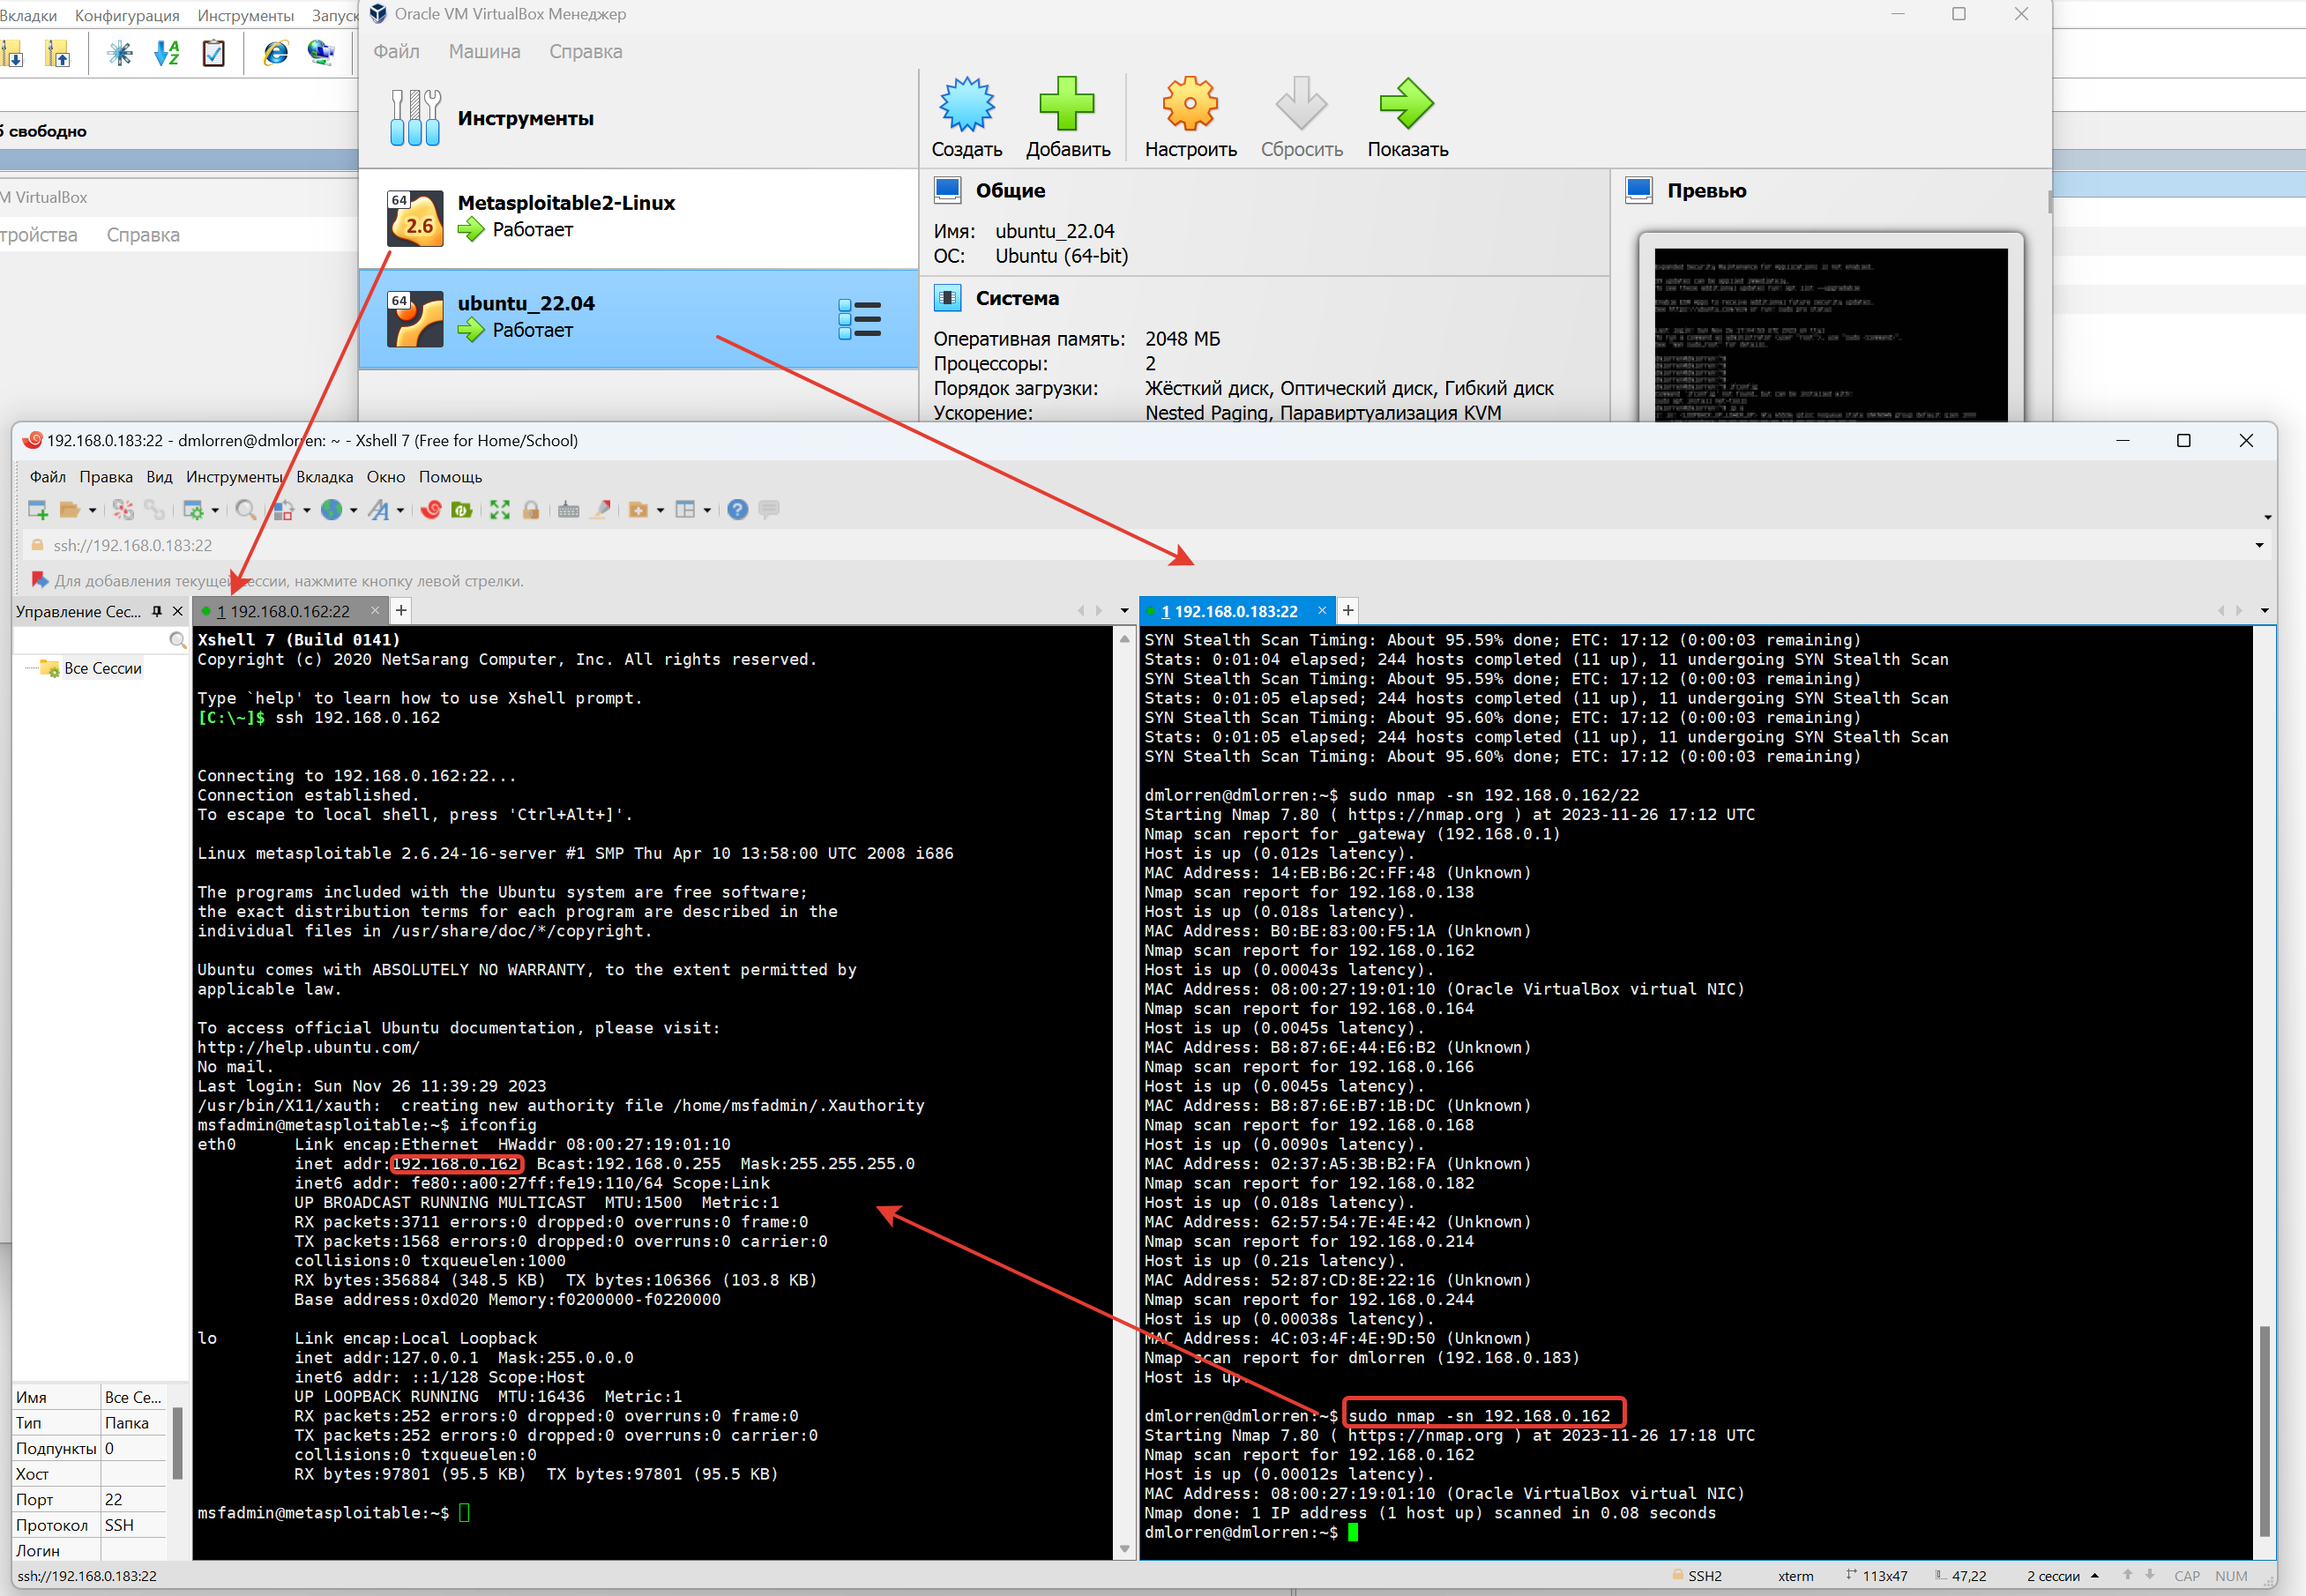 Вкладки Конфигурация Инструменты Запуск
б свободно
M VirtualBox
тройства Справка
Oracle VM VirtualBox Менеджер
Файл Машина Справка
Инструменты
Создать Добавить Настроить Сбросить Показать
64
2.6
Metasploitable2-Linux
Работает
64
ubuntu_22.04
Работает
Общие
Имя: ubuntu_22.04
ОС: Ubuntu (64-bit)
Система
Оперативная память: 2048 МБ
Процессоры: 2
Порядок загрузки: Жёсткий диск, Оптический диск, Гибкий диск
Ускорение: Nested Paging, Паравиртуализация KVM
Превью
192.168.0.183:22 - dmlorren@dmlorren: ~ - Xshell 7 (Free for Home/School)
Файл Правка Вид Инструменты Вкладка Окно Помощь
ssh://192.168.0.183:22
Для добавления текущей сессии, нажмите кнопку левой стрелки.
Управление Сес...
Все Сессии
Имя Все Се...
Тип Папка
Подпункты 0
Хост
Порт 22
Протокол SSH
Логин
1 192.168.0.162:22
Xshell 7 (Build 0141)
Copyright (c) 2020 NetSarang Computer, Inc. All rights reserved.
Type `help' to learn how to use Xshell prompt.
[C:\~]$ ssh 192.168.0.162
Connecting to 192.168.0.162:22...
Connection established.
To escape to local shell, press 'Ctrl+Alt+]'.
Linux metasploitable 2.6.24-16-server #1 SMP Thu Apr 10 13:58:00 UTC 2008 i686
The programs included with the Ubuntu system are free software;
the exact distribution terms for each program are described in the
individual files in /usr/share/doc/*/copyright.
Ubuntu comes with ABSOLUTELY NO WARRANTY, to the extent permitted by
applicable law.
To access official Ubuntu documentation, please visit:
http://help.ubuntu.com/
No mail.
Last login: Sun Nov 26 11:39:29 2023
/usr/bin/X11/xauth:  creating new authority file /home/msfadmin/.Xauthority
msfadmin@metasploitable:~$ ifconfig
eth0      Link encap:Ethernet  HWaddr 08:00:27:19:01:10
          inet addr:192.168.0.162  Bcast:192.168.0.255  Mask:255.255.255.0
          inet6 addr: fe80::a00:27ff:fe19:110/64 Scope:Link
          UP BROADCAST RUNNING MULTICAST  MTU:1500  Metric:1
          RX packets:3711 errors:0 dropped:0 overruns:0 frame:0
          TX packets:1568 errors:0 dropped:0 overruns:0 carrier:0
          collisions:0 txqueuelen:1000
          RX bytes:356884 (348.5 KB)  TX bytes:106366 (103.8 KB)
          Base address:0xd020 Memory:f0200000-f0220000
lo        Link encap:Local Loopback
          inet addr:127.0.0.1  Mask:255.0.0.0
          inet6 addr: ::1/128 Scope:Host
          UP LOOPBACK RUNNING  MTU:16436  Metric:1
          RX packets:252 errors:0 dropped:0 overruns:0 frame:0
          TX packets:252 errors:0 dropped:0 overruns:0 carrier:0
          collisions:0 txqueuelen:0
          RX bytes:97801 (95.5 KB)  TX bytes:97801 (95.5 KB)
msfadmin@metasploitable:~$
1 192.168.0.183:22
SYN Stealth Scan Timing: About 95.59% done; ETC: 17:12 (0:00:03 remaining)
Stats: 0:01:04 elapsed; 244 hosts completed (11 up), 11 undergoing SYN Stealth Scan
SYN Stealth Scan Timing: About 95.59% done; ETC: 17:12 (0:00:03 remaining)
Stats: 0:01:05 elapsed; 244 hosts completed (11 up), 11 undergoing SYN Stealth Scan
SYN Stealth Scan Timing: About 95.60% done; ETC: 17:12 (0:00:03 remaining)
Stats: 0:01:05 elapsed; 244 hosts completed (11 up), 11 undergoing SYN Stealth Scan
SYN Stealth Scan Timing: About 95.60% done; ETC: 17:12 (0:00:03 remaining)
dmlorren@dmlorren:~$ sudo nmap -sn 192.168.0.162/22
Starting Nmap 7.80 ( https://nmap.org ) at 2023-11-26 17:12 UTC
Nmap scan report for _gateway (192.168.0.1)
Host is up (0.012s latency).
MAC Address: 14:EB:B6:2C:FF:48 (Unknown)
Nmap scan report for 192.168.0.138
Host is up (0.018s latency).
MAC Address: B0:BE:83:00:F5:1A (Unknown)
Nmap scan report for 192.168.0.162
Host is up (0.00043s latency).
MAC Address: 08:00:27:19:01:10 (Oracle VirtualBox virtual NIC)
Nmap scan report for 192.168.0.164
Host is up (0.0045s latency).
MAC Address: B8:87:6E:44:E6:B2 (Unknown)
Nmap scan report for 192.168.0.166
Host is up (0.0045s latency).
MAC Address: B8:87:6E:B7:1B:DC (Unknown)
Nmap scan report for 192.168.0.168
Host is up (0.0090s latency).
MAC Address: 02:37:A5:3B:B2:FA (Unknown)
Nmap scan report for 192.168.0.182
Host is up (0.018s latency).
MAC Address: 62:57:54:7E:4E:42 (Unknown)
Nmap scan report for 192.168.0.214
Host is up (0.21s latency).
MAC Address: 52:87:CD:8E:22:16 (Unknown)
Nmap scan report for 192.168.0.244
Host is up (0.00038s latency).
MAC Address: 4C:03:4F:4E:9D:50 (Unknown)
Nmap scan report for dmlorren (192.168.0.183)
Host is up.
dmlorren@dmlorren:~$ sudo nmap -sn 192.168.0.162
Starting Nmap 7.80 ( https://nmap.org ) at 2023-11-26 17:18 UTC
Nmap scan report for 192.168.0.162
Host is up (0.00012s latency).
MAC Address: 08:00:27:19:01:10 (Oracle VirtualBox virtual NIC)
Nmap done: 1 IP address (1 host up) scanned in 0.08 seconds
dmlorren@dmlorren:~$
ssh://192.168.0.183:22 SSH2 xterm 113x47 47,22 2 сессии CAP NUM